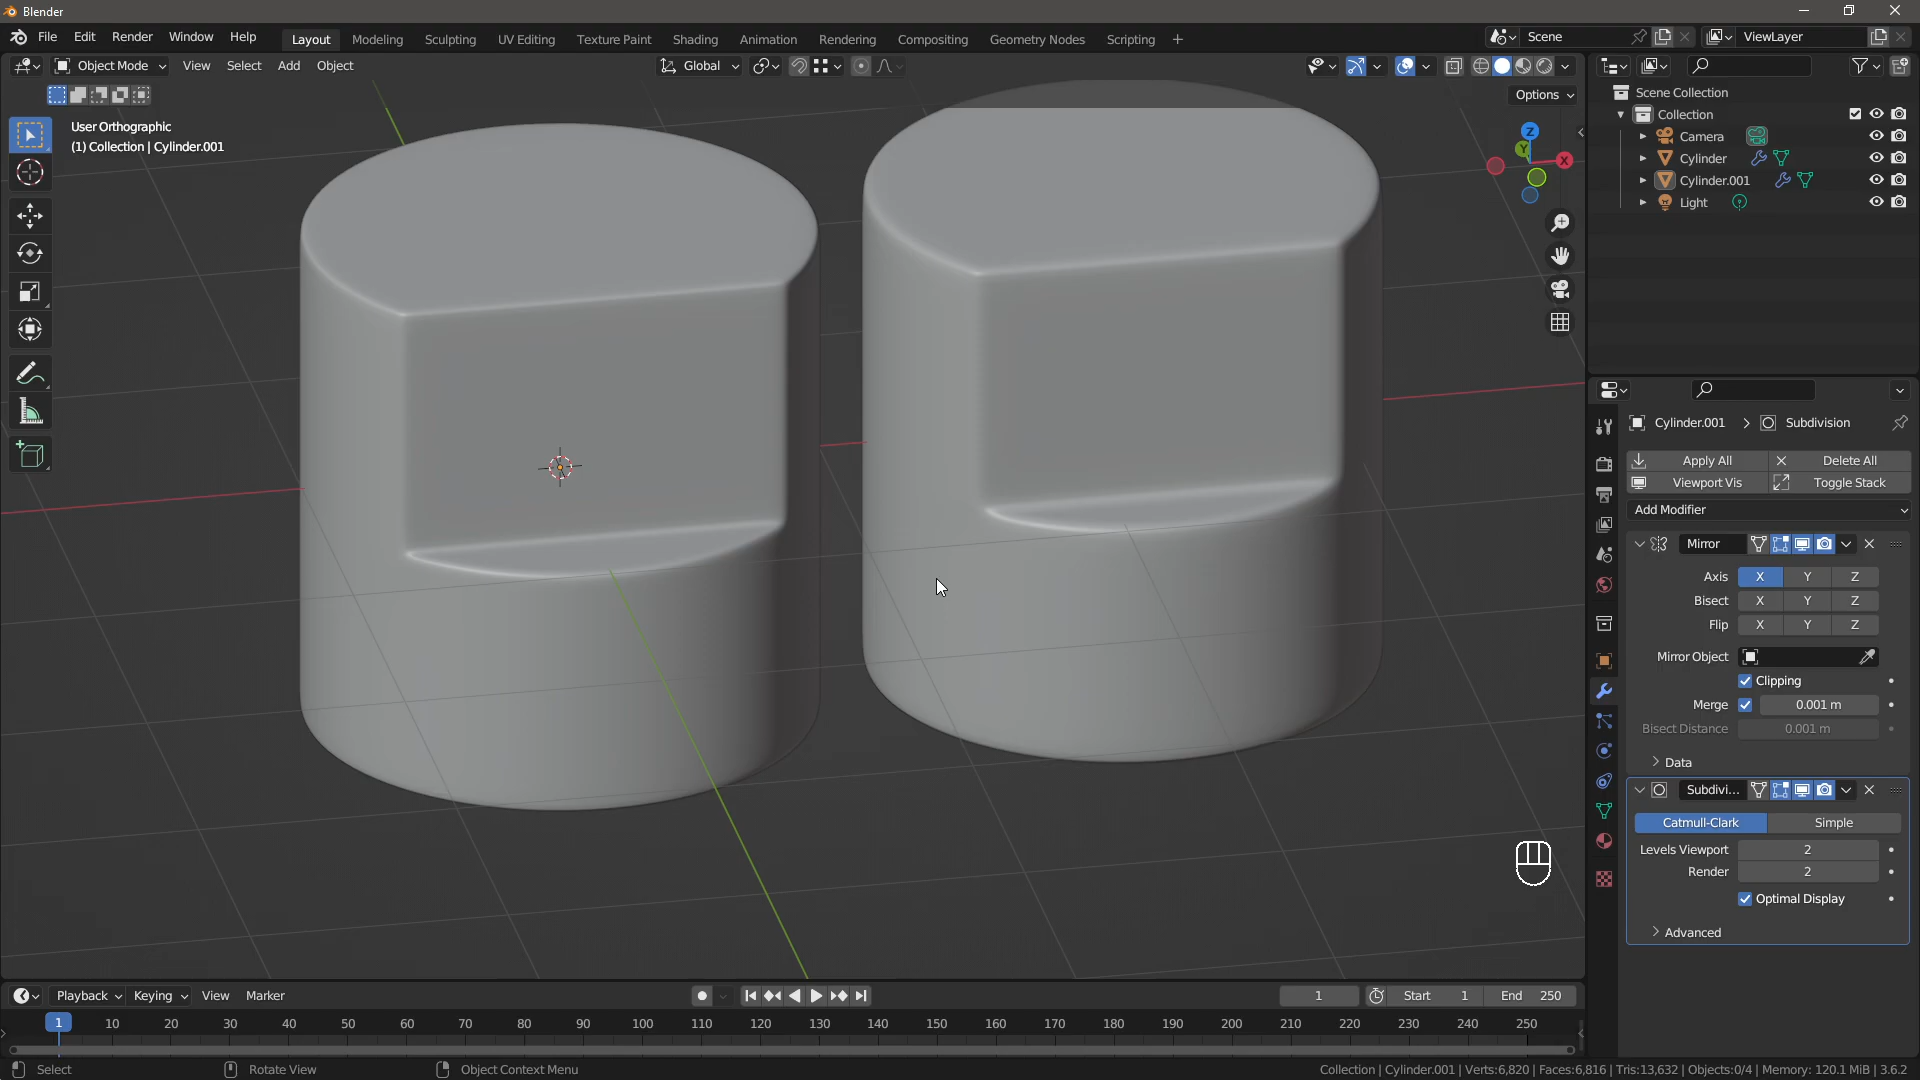 Blender
File Edit Render Window Help
Layout Modeling Sculpting UV Editing Texture Paint Shading Animation Rendering Compositing Geometry Nodes Scripting +
Scene
ViewLayer
Object Mode View Select Add Object
Global
Options
User Orthographic
(1) Collection | Cylinder.001
Z
Y
X
Scene Collection
Collection
Camera
Cylinder
Cylinder.001
Light
Cylinder.001 > Subdivision
Apply All Delete All
Viewport Vis Toggle Stack
Add Modifier
Mirror
Axis X Y Z
Bisect X Y Z
Flip X Y Z
Mirror Object
Clipping
Merge 0.001 m
Bisect Distance 0.001 m
Data
Subdivi...
Catmull-Clark Simple
Levels Viewport 2
Render 2
Optimal Display
Advanced
Playback Keying View Marker
1 Start 1 End 250
1 10 20 30 40 50 60 70 80 90 100 110 120 130 140 150 160 170 180 190 200 210 220 230 240 250
Select Rotate View Object Context Menu
Collection | Cylinder.001 | Verts:6,820 | Faces:6,816 | Tris:13,632 | Objects:0/4 | Memory: 120.1 MiB | 3.6.2